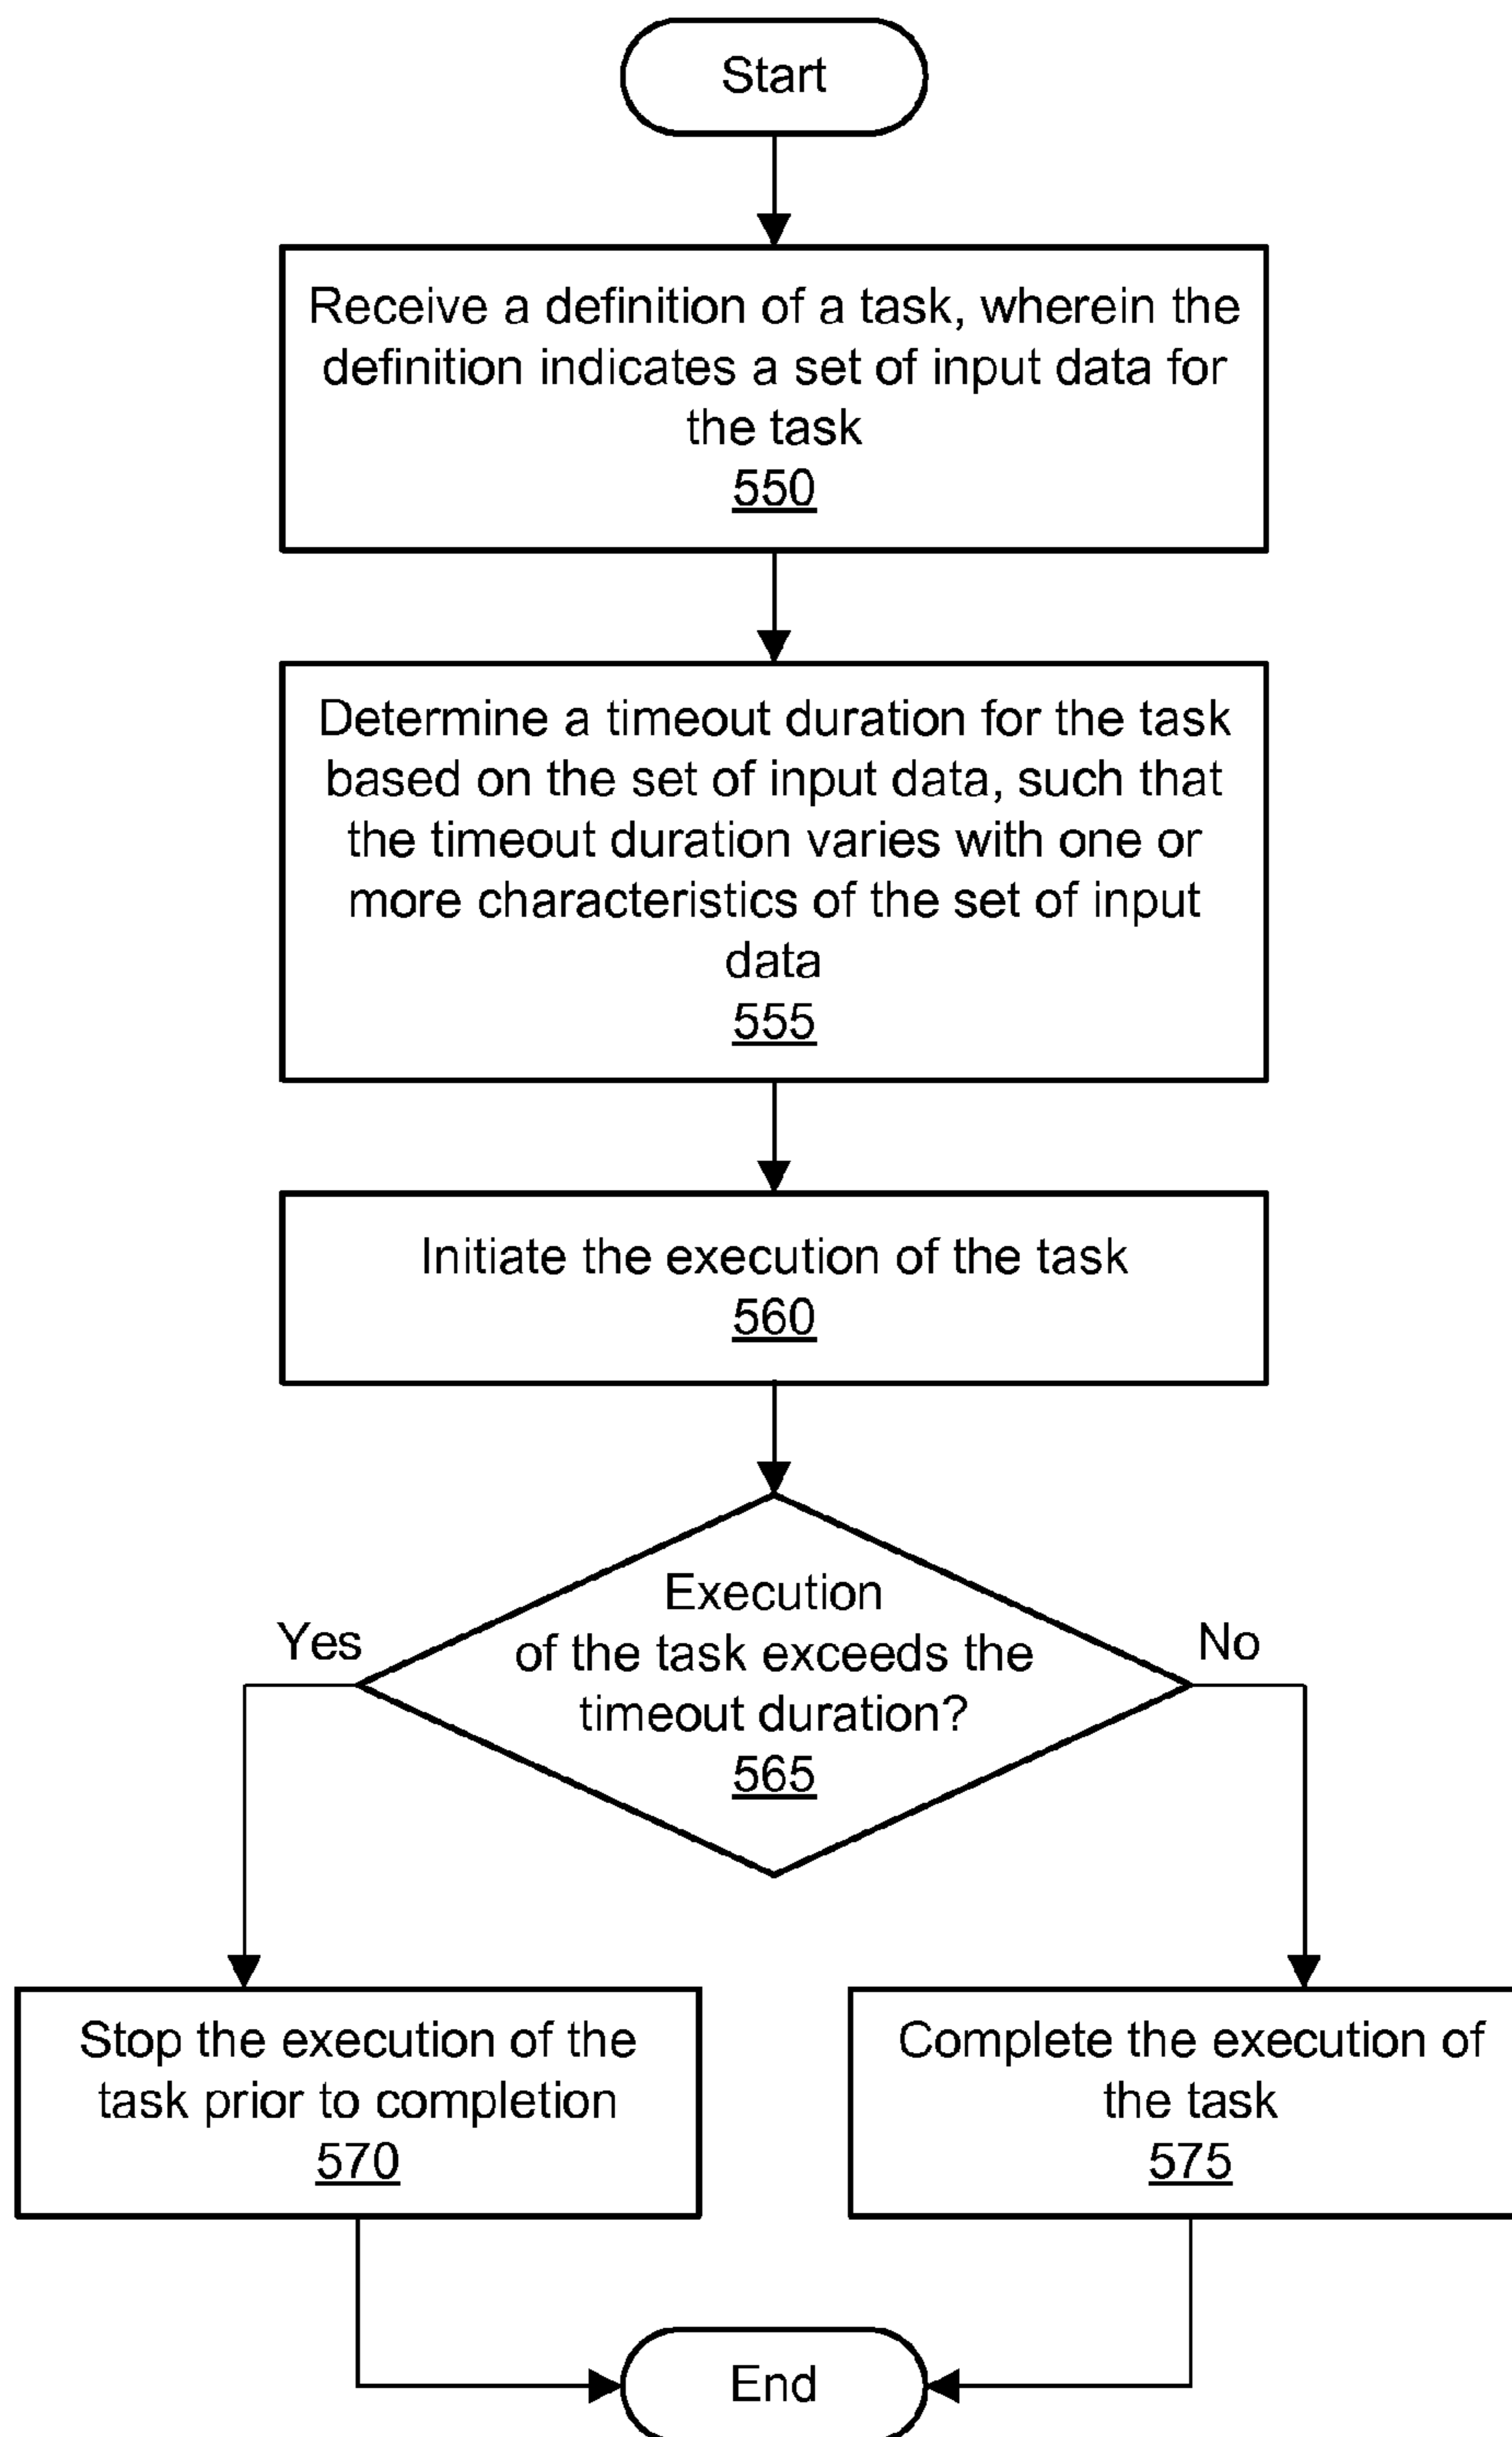 Start
Receive a definition of a task, wherein the
definition indicates a set of input data for
the task
550
Determine a timeout duration for the task
based on the set of input data, such that
the timeout duration varies with one or
more characteristics of the set of input
data
555
Initiate the execution of the task
560
Execution
of the task exceeds the
timeout duration?
565
Yes
No
Stop the execution of the
task prior to completion
570
Complete the execution of
the task
575
End